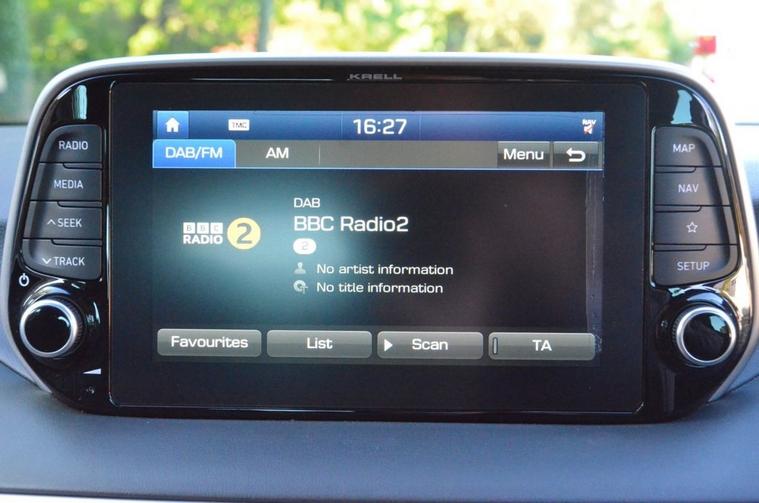 KRELL
TMC 16:27 NAV
RADIO
MEDIA
SEEK
TRACK
DAB/FM AM Menu
DAB
BBC Radio2
2
BBC
RADIO 2
No artist information
No title information
Favourites List Scan TA
MAP
NAV
SETUP